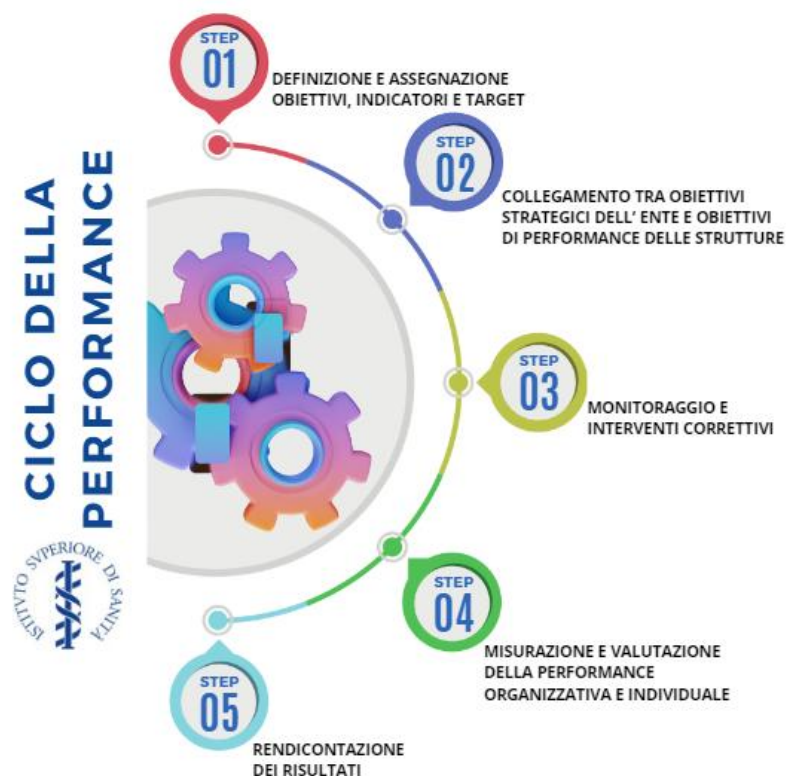 CICLO DELLA
PERFORMANCE
ISTITVTO SVPERIORE DI SANITÀ
STEP
01
DEFINIZIONE E ASSEGNAZIONE
OBIETTIVI, INDICATORI E TARGET
STEP
02
COLLEGAMENTO TRA OBIETTIVI
STRATEGICI DELL' ENTE E OBIETTIVI
DI PERFORMANCE DELLE STRUTTURE
STEP
03
MONITORAGGIO E
INTERVENTI CORRETTIVI
STEP
04
MISURAZIONE E VALUTAZIONE
DELLA PERFORMANCE
ORGANIZZATIVA E INDIVIDUALE
STEP
05
RENDICONTAZIONE
DEI RISULTATI